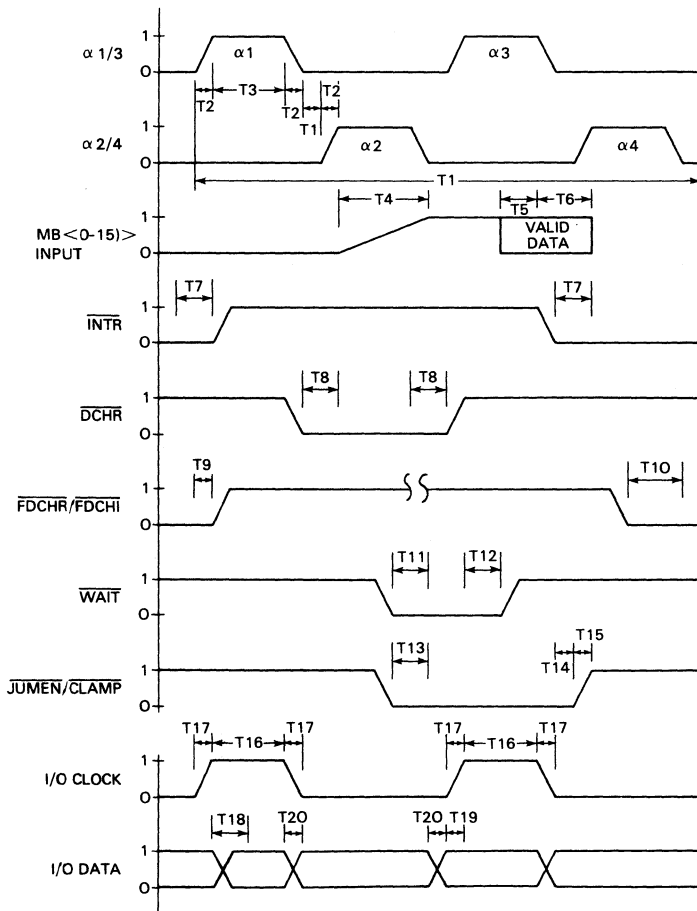 1
α 1/3
α1
α3
0
T2
T3
T2
T2
T1
1
α 2/4
α2
α4
0
T1
T4
T5
T6
1
MB<0-15)>
INPUT
VALID
DATA
0
T7
T7
1
INTR
0
T8
T8
1
DCHR
0
T9
T10
1
FDCHR/FDCHI
0
T11
T12
1
WAIT
0
T13
T15
T14
1
JUMEN/CLAMP
0
T17
T16
T17
T17
T16
T17
1
I/O CLOCK
0
T18
T20
T20
T19
1
I/O DATA
0